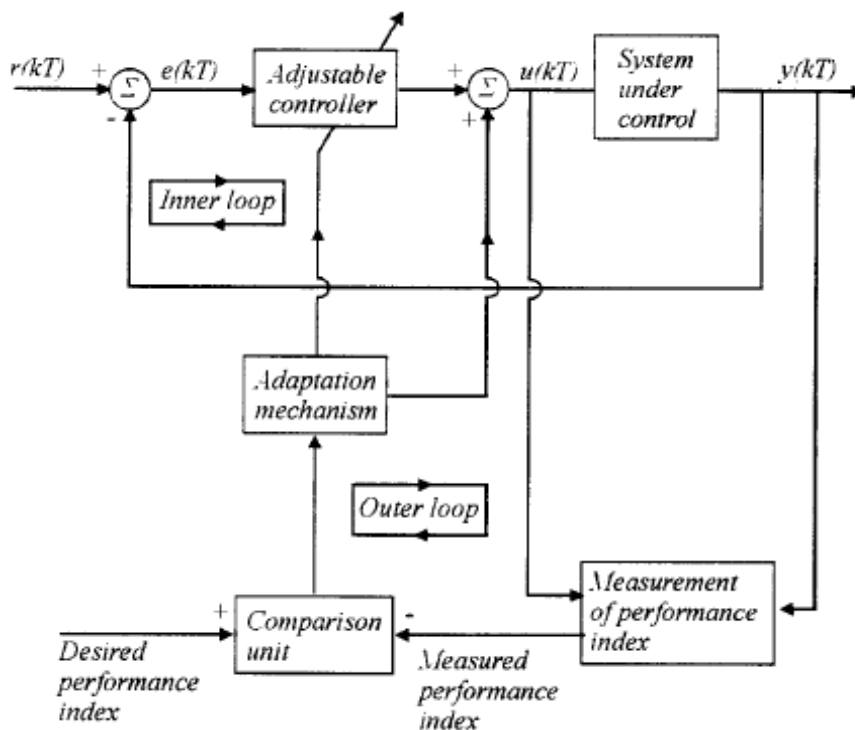 r(kT)
+
Σ
-
e(kT)
Adjustable
controller
+
Σ
+
u(kT)
System
under
control
y(kT)
Inner loop
Adaptation
mechanism
Outer loop
Measurement
of performance
index
+
Comparison
unit
-
Desired
performance
index
Measured
performance
index